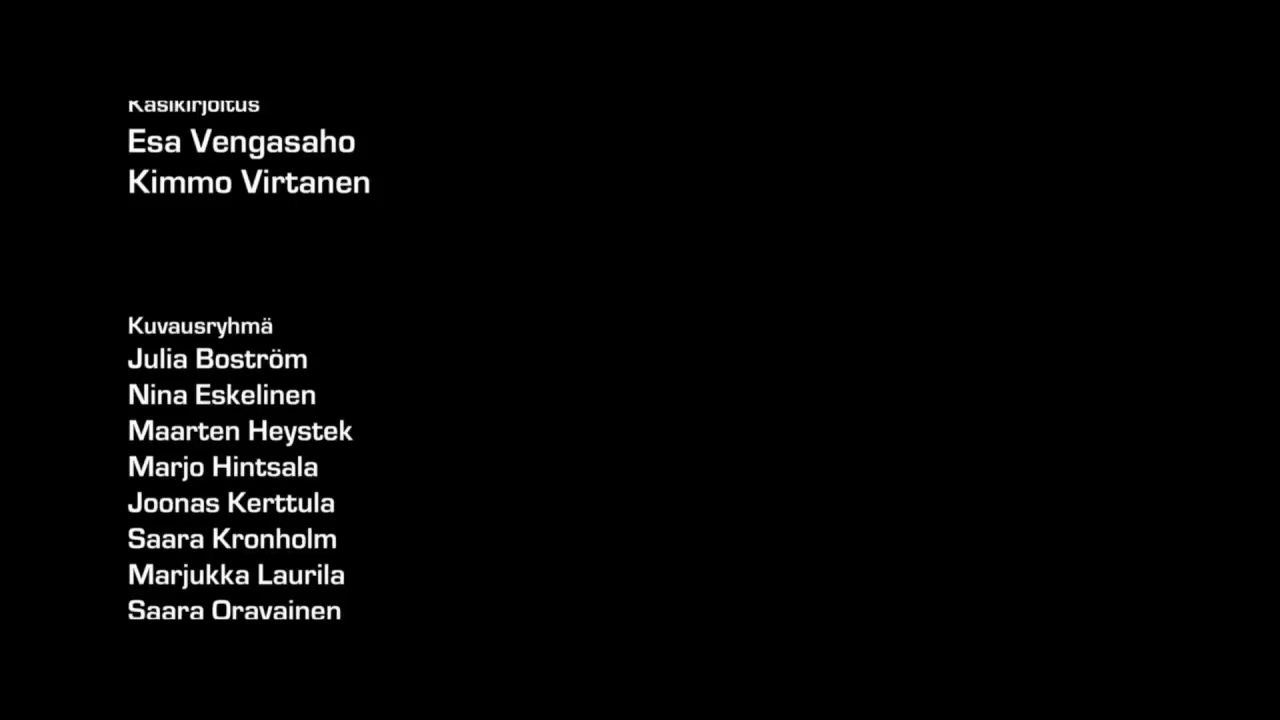 Käsikirjoitus
Esa Vengasaho
Kimmo Virtanen
Kuvausryhmä
Julia Boström
Nina Eskelinen
Maarten Heystek
Marjo Hintsala
Joonas Kerttula
Saara Kronholm
Marjukka Laurila
Saara Oravainen